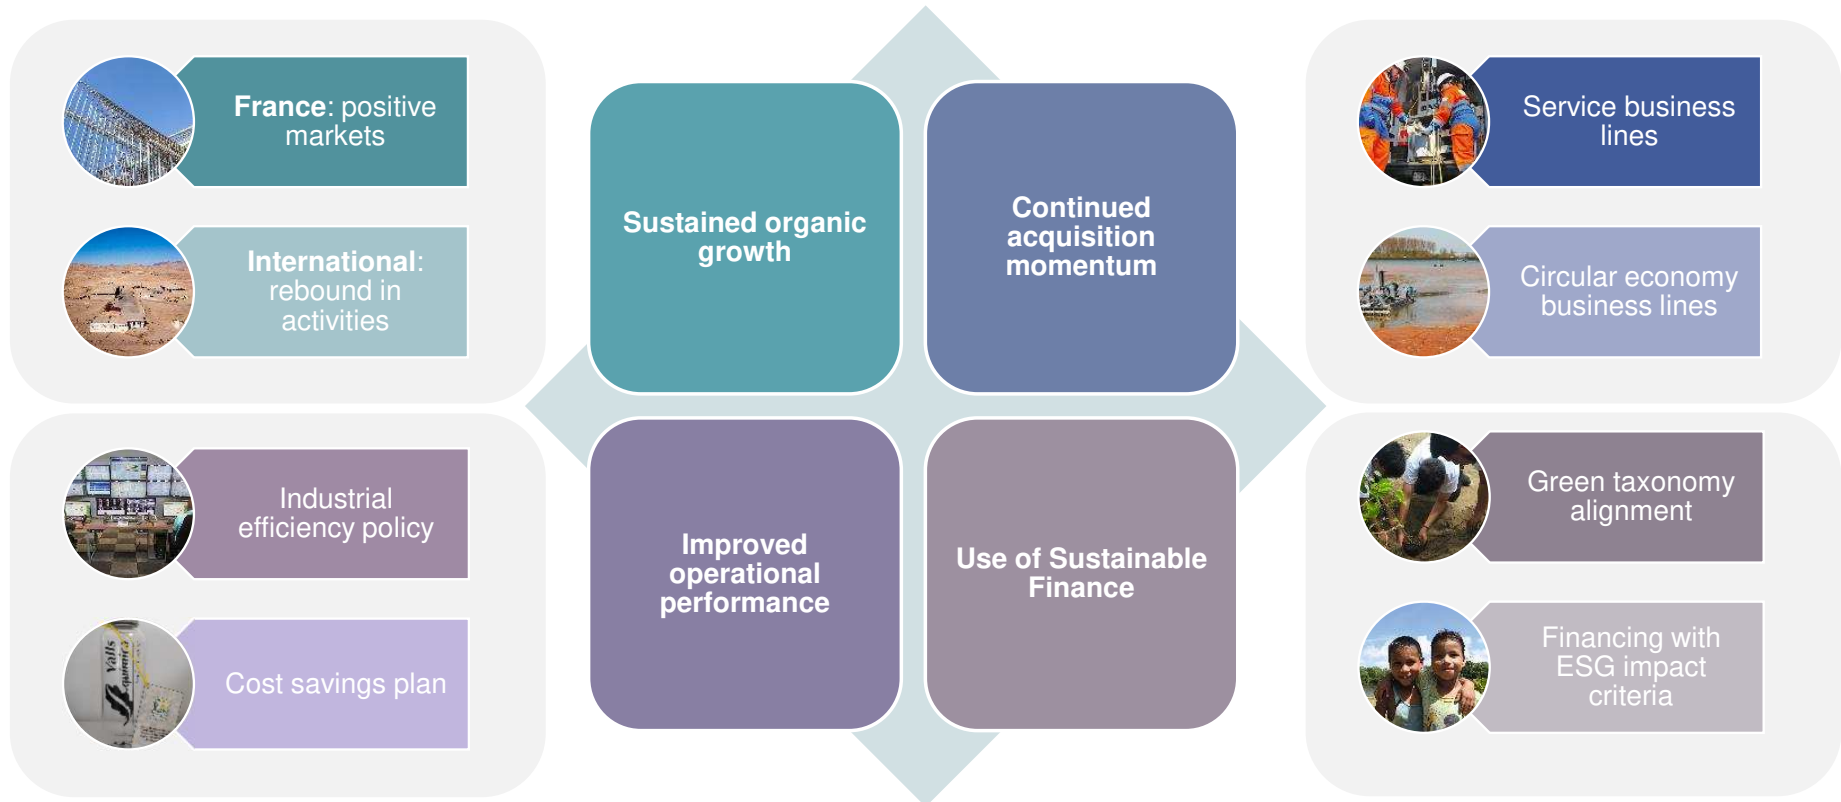 France: positive
markets
International:
rebound in
activities
Sustained organic
growth
Continued
acquisition
momentum
Service business
lines
Circular economy
business lines
Industrial
efficiency policy
Cost savings plan
Valls
quimica
Improved
operational
performance
Use of Sustainable
Finance
Green taxonomy
alignment
Financing with
ESG impact
criteria